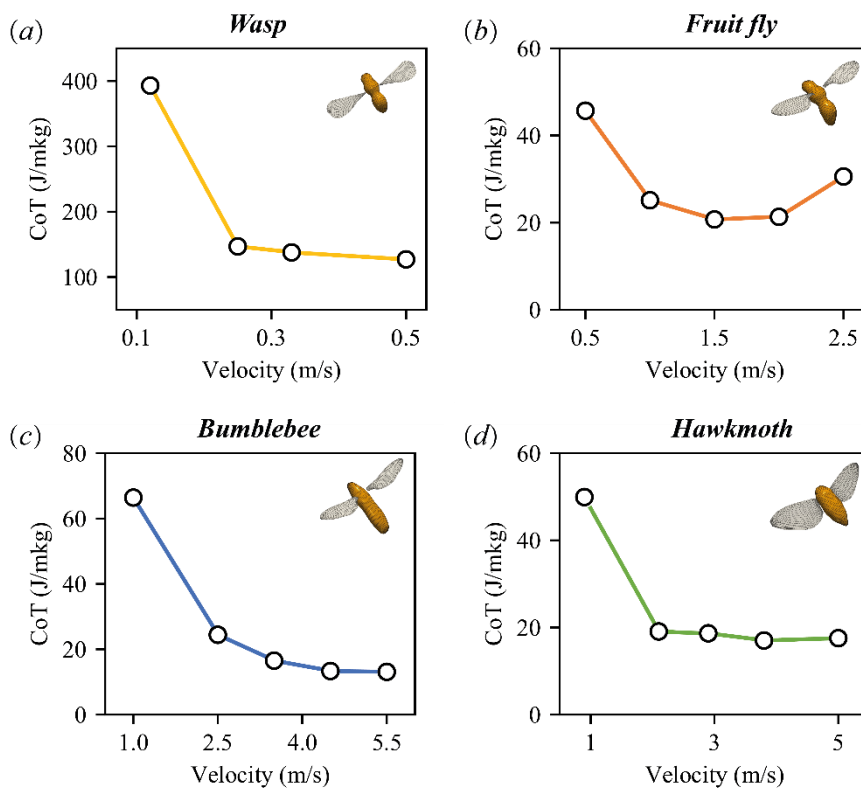 (a) Wasp
CoT (J/mkg)
400
300
200
100
0.1 0.3 0.5
Velocity (m/s)
(b) Fruit fly
CoT (J/mkg)
60
40
20
0
0.5 1.5 2.5
Velocity (m/s)
(c) Bumblebee
CoT (J/mkg)
80
60
40
20
0
1.0 2.5 4.0 5.5
Velocity (m/s)
(d) Hawkmoth
CoT (J/mkg)
60
40
20
0
1 3 5
Velocity (m/s)